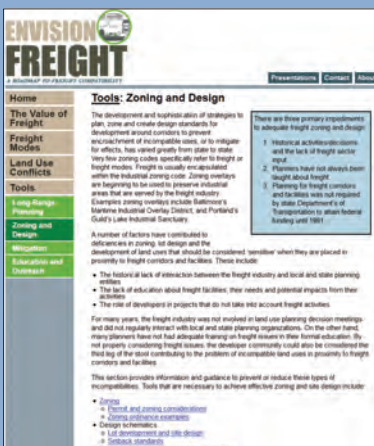 ENVISION
FREIGHT
A ROADMAP TO FREIGHT COMPATIBILITY
Presentations
Contact
About
Home
The Value of
Freight
Freight
Modes
Land Use
Conflicts
Tools
Long-Range
Planning
Zoning and
Design
Mitigation
Education and
Outreach
Tools: Zoning and Design
The development and sophistication of strategies to
plan, zone and create design standards for
development around corridors to prevent
encroachment of incompatible uses, or to mitigate
for effects, has varied greatly from state to state.
Very few zoning codes specifically refer to freight or
freight modes. Freight is usually encapsulated
within the industrial zoning code. Zoning overlays
are beginning to be used to preserve industrial
areas that are served by the freight industry.
Examples zoning overlays include Baltimore's
Maritime Industrial Overlay District, and Portland's
Guild's Lake Industrial Sanctuary.
There are three primary impediments
to adequate freight zoning and design:
1. Historical activities/decisions
and the lack of freight sector
input
2. Planners have not always been
taught about freight
3. Planning for freight corridors
and facilities was not required
by state Department's of
Transportation to attain federal
funding until 1991
A number of factors have contributed to
deficiencies in zoning, lot design and the
development of land uses that should be considered 'sensitive' when they are placed in
proximity to freight corridors and facilities. These include:
• The historical lack of interaction between the freight industry and local and state planning
entities
• The lack of education about freight facilities, their needs and potential impacts from their
activities
• The role of developers in projects that do not take into account freight activities.
For many years, the freight industry was not involved in land use planning decision meetings
and did not regularly interact with local and state planning organizations. On the other hand,
many planners have not had adequate training on freight issues in their formal education. By
not properly considering freight issues, the developer community could also be considered the
third leg of the stool contributing to the problem of incompatible land uses in proximity to freight
corridors and facilities.
This section provides information and guidance to prevent or reduce these types of
incompatibilities. Tools that are necessary to achieve effective zoning and site design include:
• Zoning
Permit and zoning considerations
Zoning ordinance examples
• Design schematics
Lot development and site design
Setback standards